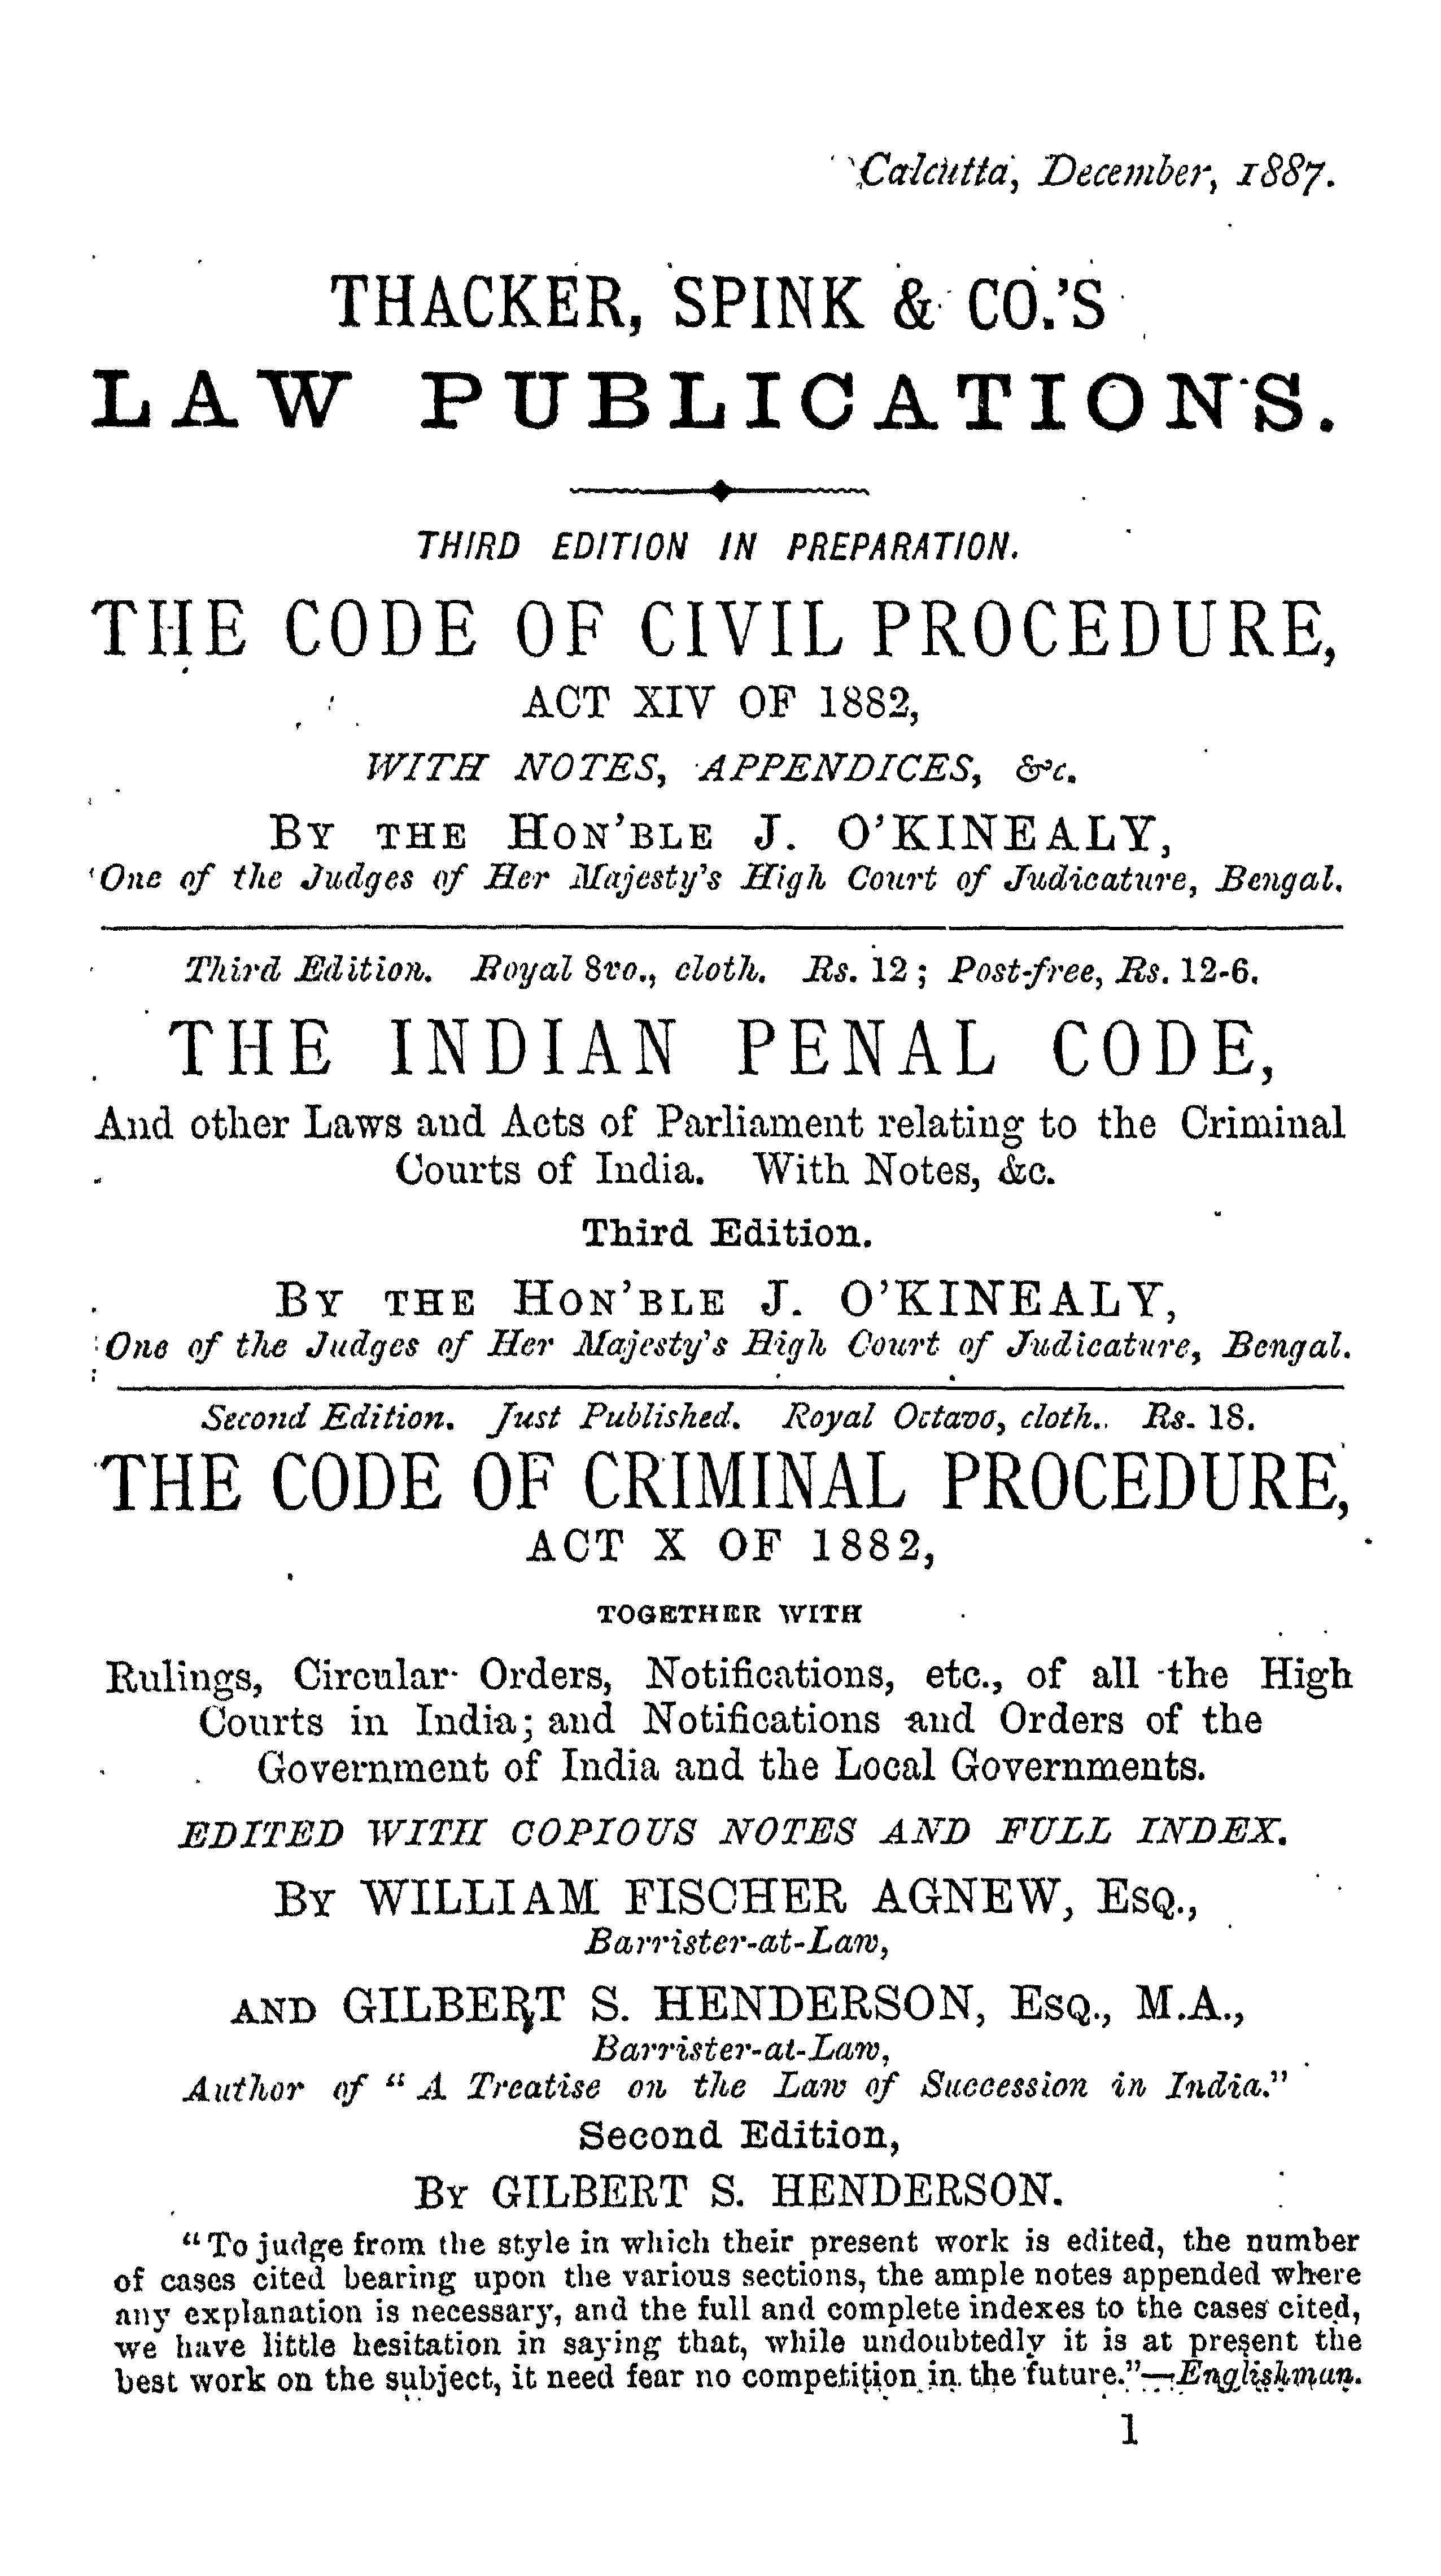 Calcutta, December, 1887.
THACKER, SPINK & CO.'S
LAW PUBLICATIONS.
THIRD EDITION IN PREPARATION.
THE CODE OF CIVIL PROCEDURE,
ACT XIV OF 1882,
WITH NOTES, APPENDICES, &c.
BY THE HON'BLE J. O'KINEALY,
One of the Judges of Her Majesty's High Court of Judicature, Bengal.
Third Edition. Royal 8vo., cloth. Rs. 12; Post-free, Rs. 12-6.
THE INDIAN PENAL CODE,
And other Laws and Acts of Parliament relating to the Criminal
Courts of India. With Notes, &c.
Third Edition.
BY THE HON'BLE J. O'KINEALY,
One of the Judges of Her Majesty's High Court of Judicature, Bengal.
Second Edition. Just Published. Royal Octavo, cloth.. Rs. 18.
THE CODE OF CRIMINAL PROCEDURE,
ACT X OF 1882,
TOGETHER WITH
Rulings, Circular Orders, Notifications, etc., of all the High
Courts in India; and Notifications and Orders of the
Government of India and the Local Governments.
EDITED WITH COPIOUS NOTES AND FULL INDEX.
BY WILLIAM FISCHER AGNEW, ESQ.,
Barrister-at-Law,
AND GILBERT S. HENDERSON, ESQ., M.A.,
Barrister-at-Law,
Author of "A Treatise on the Law of Succession in India."
Second Edition,
BY GILBERT S. HENDERSON.
"To judge from the style in which their present work is edited, the number
of cases cited bearing upon the various sections, the ample notes appended where
any explanation is necessary, and the full and complete indexes to the cases cited,
we have little hesitation in saying that, while undoubtedly it is at present the
best work on the subject, it need fear no competition in the future."—Englishman.
1